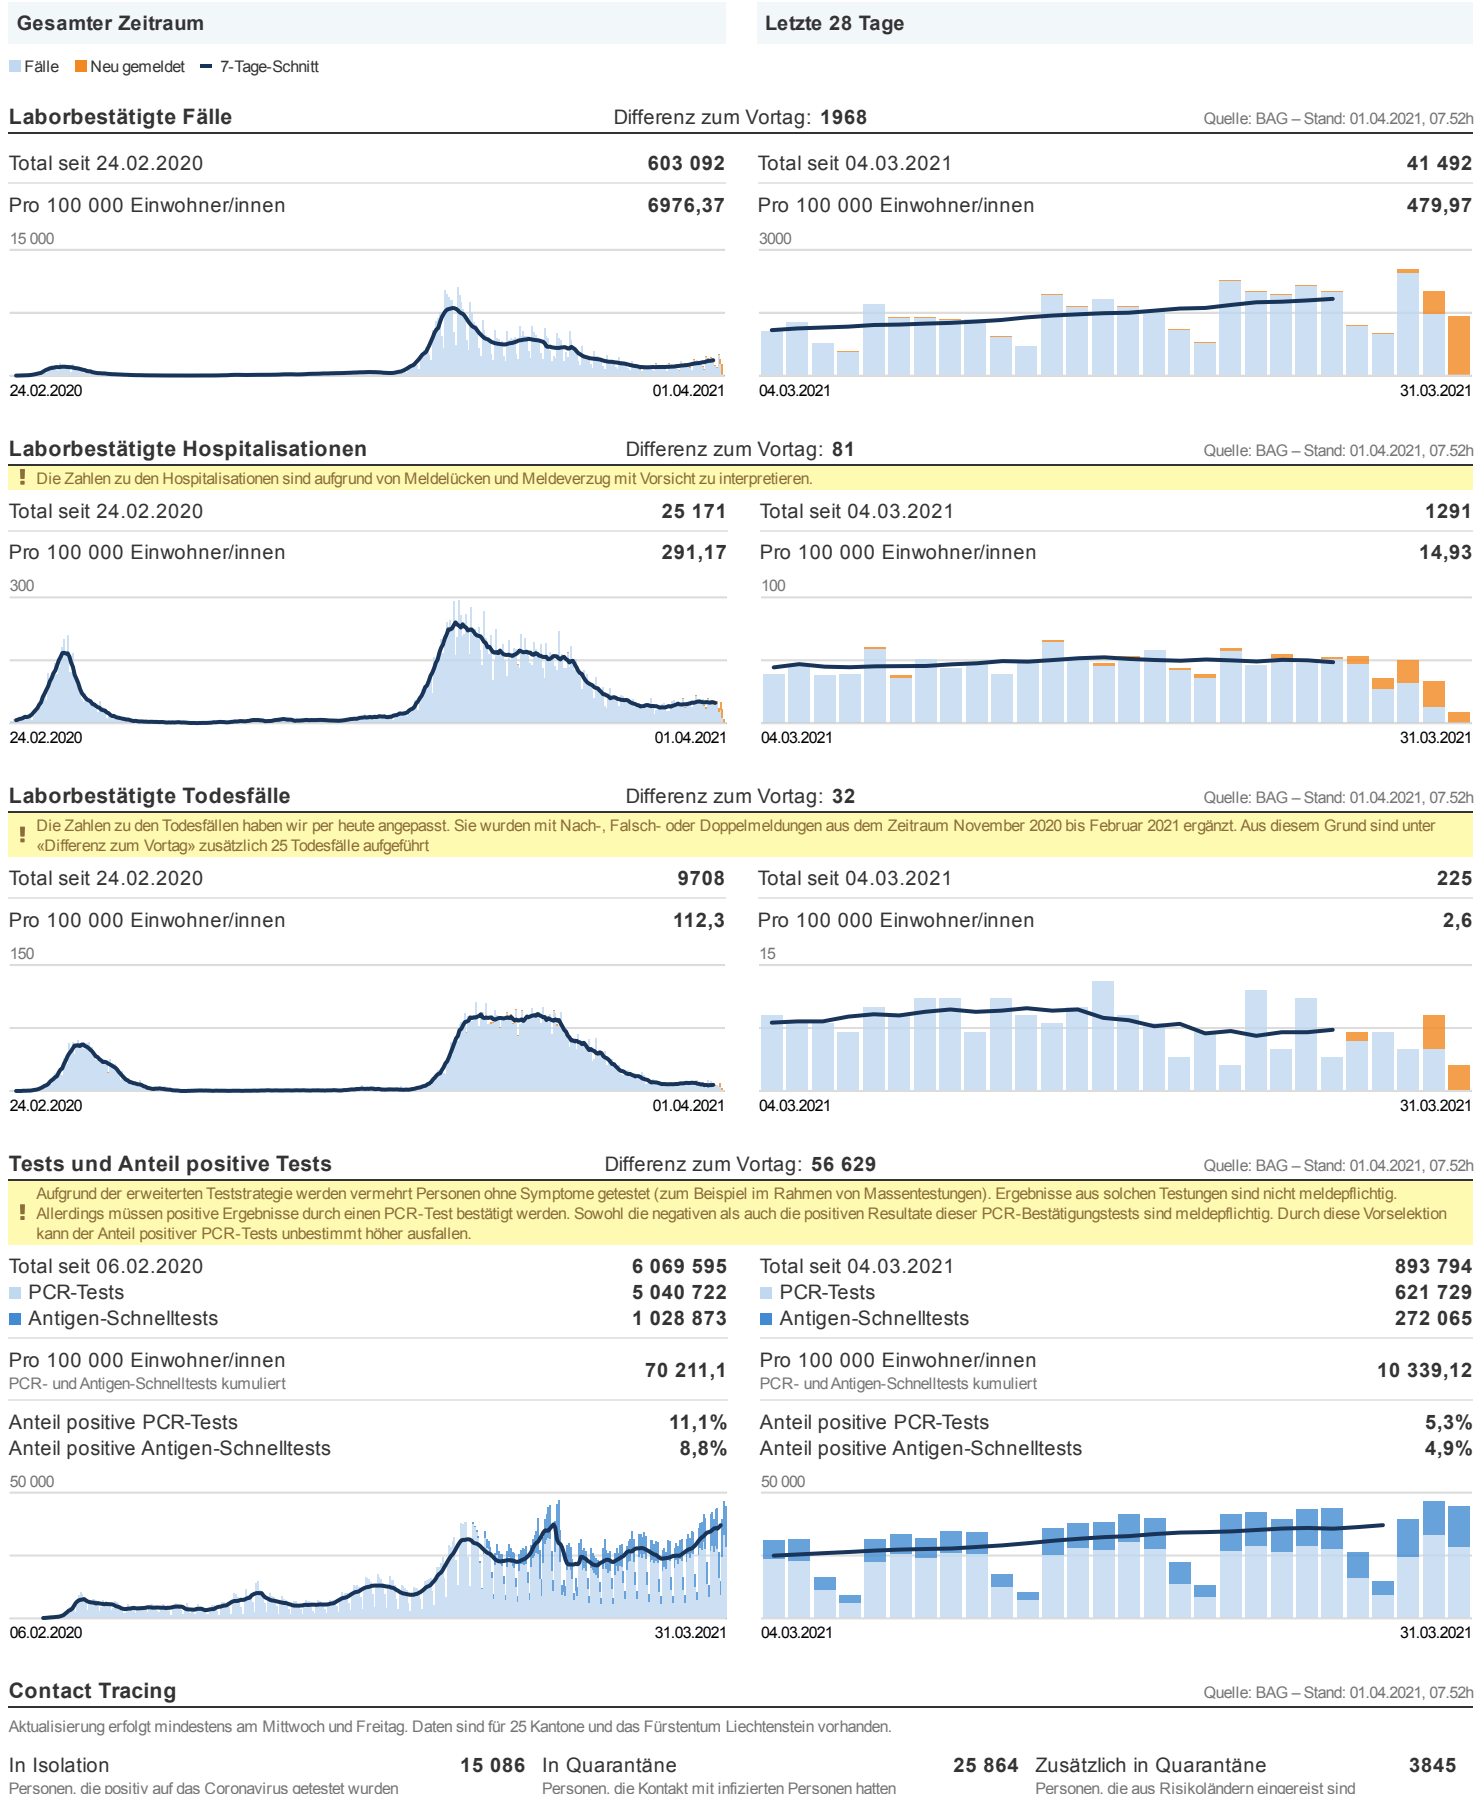 Gesamter Zeitraum
Letzte 28 Tage
Fälle Neu gemeldet 7-Tage-Schnitt
Laborbestätigte Fälle Differenz zum Vortag: 1968 Quelle: BAG – Stand: 01.04.2021, 07.52h
Total seit 24.02.2020 603 092
Pro 100 000 Einwohner/innen 6976,37
15 000
24.02.2020 01.04.2021
Total seit 04.03.2021 41 492
Pro 100 000 Einwohner/innen 479,97
3000
04.03.2021 31.03.2021
Laborbestätigte Hospitalisationen Differenz zum Vortag: 81 Quelle: BAG – Stand: 01.04.2021, 07.52h
! Die Zahlen zu den Hospitalisationen sind aufgrund von Meldelücken und Meldeverzug mit Vorsicht zu interpretieren.
Total seit 24.02.2020 25 171
Pro 100 000 Einwohner/innen 291,17
300
24.02.2020 01.04.2021
Total seit 04.03.2021 1291
Pro 100 000 Einwohner/innen 14,93
100
04.03.2021 31.03.2021
Laborbestätigte Todesfälle Differenz zum Vortag: 32 Quelle: BAG – Stand: 01.04.2021, 07.52h
! Die Zahlen zu den Todesfällen haben wir per heute angepasst. Sie wurden mit Nach-, Falsch- oder Doppelmeldungen aus dem Zeitraum November 2020 bis Februar 2021 ergänzt. Aus diesem Grund sind unter
«Differenz zum Vortag» zusätzlich 25 Todesfälle aufgeführt
Total seit 24.02.2020 9708
Pro 100 000 Einwohner/innen 112,3
150
24.02.2020 01.04.2021
Total seit 04.03.2021 225
Pro 100 000 Einwohner/innen 2,6
15
04.03.2021 31.03.2021
Tests und Anteil positive Tests Differenz zum Vortag: 56 629 Quelle: BAG – Stand: 01.04.2021, 07.52h
Aufgrund der erweiterten Teststrategie werden vermehrt Personen ohne Symptome getestet (zum Beispiel im Rahmen von Massentestungen). Ergebnisse aus solchen Testungen sind nicht meldepflichtig.
! Allerdings müssen positive Ergebnisse durch einen PCR-Test bestätigt werden. Sowohl die negativen als auch die positiven Resultate dieser PCR-Bestätigungstests sind meldepflichtig. Durch diese Vorselektion
kann der Anteil positiver PCR-Tests unbestimmt höher ausfallen.
Total seit 06.02.2020 6 069 595
PCR-Tests 5 040 722
Antigen-Schnelltests 1 028 873
Pro 100 000 Einwohner/innen 70 211,1
PCR- und Antigen-Schnelltests kumuliert
Anteil positive PCR-Tests 11,1%
Anteil positive Antigen-Schnelltests 8,8%
50 000
06.02.2020 31.03.2021
Total seit 04.03.2021 893 794
PCR-Tests 621 729
Antigen-Schnelltests 272 065
Pro 100 000 Einwohner/innen 10 339,12
PCR- und Antigen-Schnelltests kumuliert
Anteil positive PCR-Tests 5,3%
Anteil positive Antigen-Schnelltests 4,9%
50 000
04.03.2021 31.03.2021
Contact Tracing Quelle: BAG – Stand: 01.04.2021, 07.52h
Aktualisierung erfolgt mindestens am Mittwoch und Freitag. Daten sind für 25 Kantone und das Fürstentum Liechtenstein vorhanden.
In Isolation 15 086
Personen, die positiv auf das Coronavirus getestet wurden
In Quarantäne 25 864
Personen, die Kontakt mit infizierten Personen hatten
Zusätzlich in Quarantäne 3845
Personen, die aus Risikoländern eingereist sind